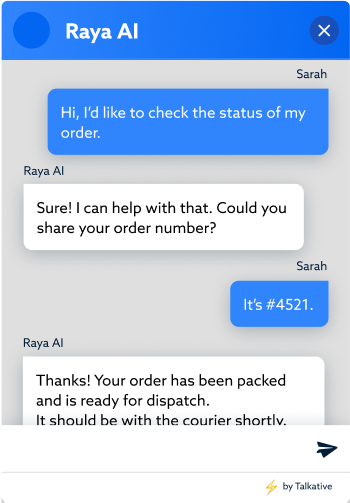 Raya AI
Sarah
Hi, I'd like to check the status of my
order.
Raya AI
Sure! I can help with that. Could you
share your order number?
Sarah
It's #4521.
Raya AI
Thanks! Your order has been packed
and is ready for dispatch.
It should be with the courier shortly.
by Talkative